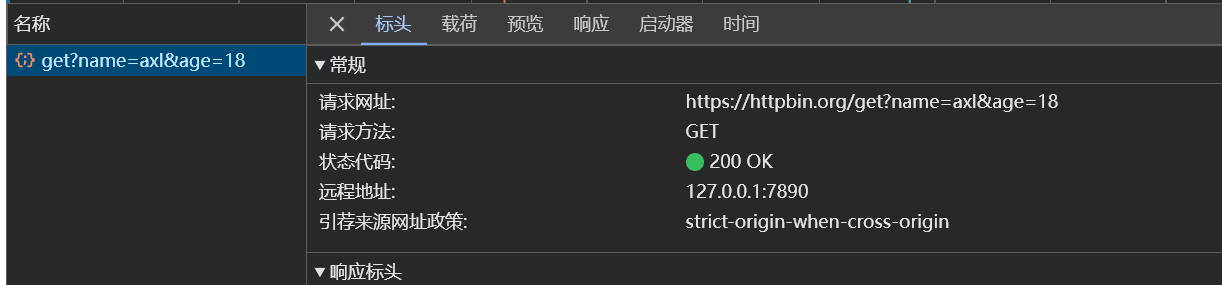 名称
标头 载荷 预览 响应 启动器 时间
get?name=axl&age=18
常规
请求网址: https://httpbin.org/get?name=axl&age=18
请求方法: GET
状态代码: 200 OK
远程地址: 127.0.0.1:7890
引荐来源网址政策: strict-origin-when-cross-origin
响应标头